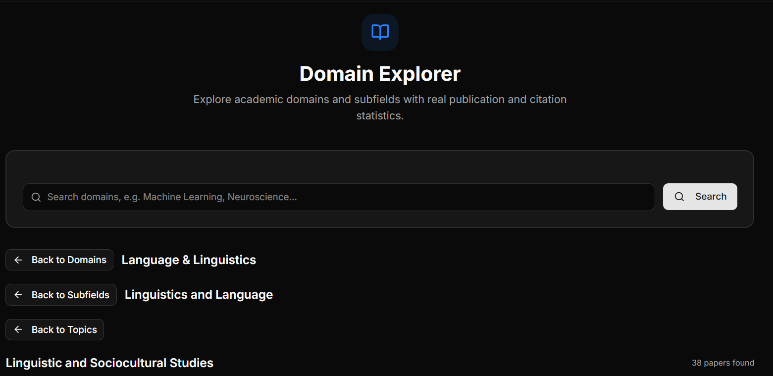 Domain Explorer
Explore academic domains and subfields with real publication and citation
statistics.
Search domains, e.g. Machine Learning, Neuroscience...
Search
Back to Domains
Language & Linguistics
Back to Subfields
Linguistics and Language
Back to Topics
Linguistic and Sociocultural Studies
38 papers found